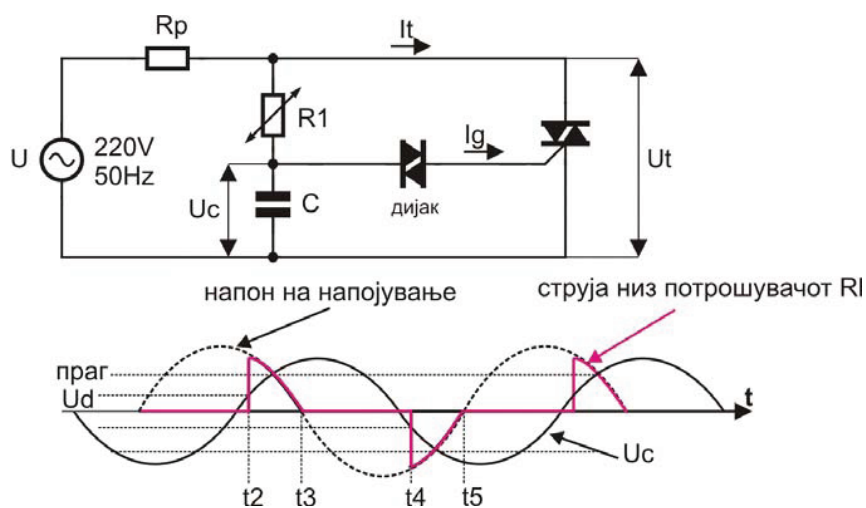 Rp
It
R1
U
220V
50Hz
Ig
Ut
Uc
C
дијак
напон на напојување
струја низ потрошувачот Rl
праг
Ud
t
Uc
t2
t3
t4
t5